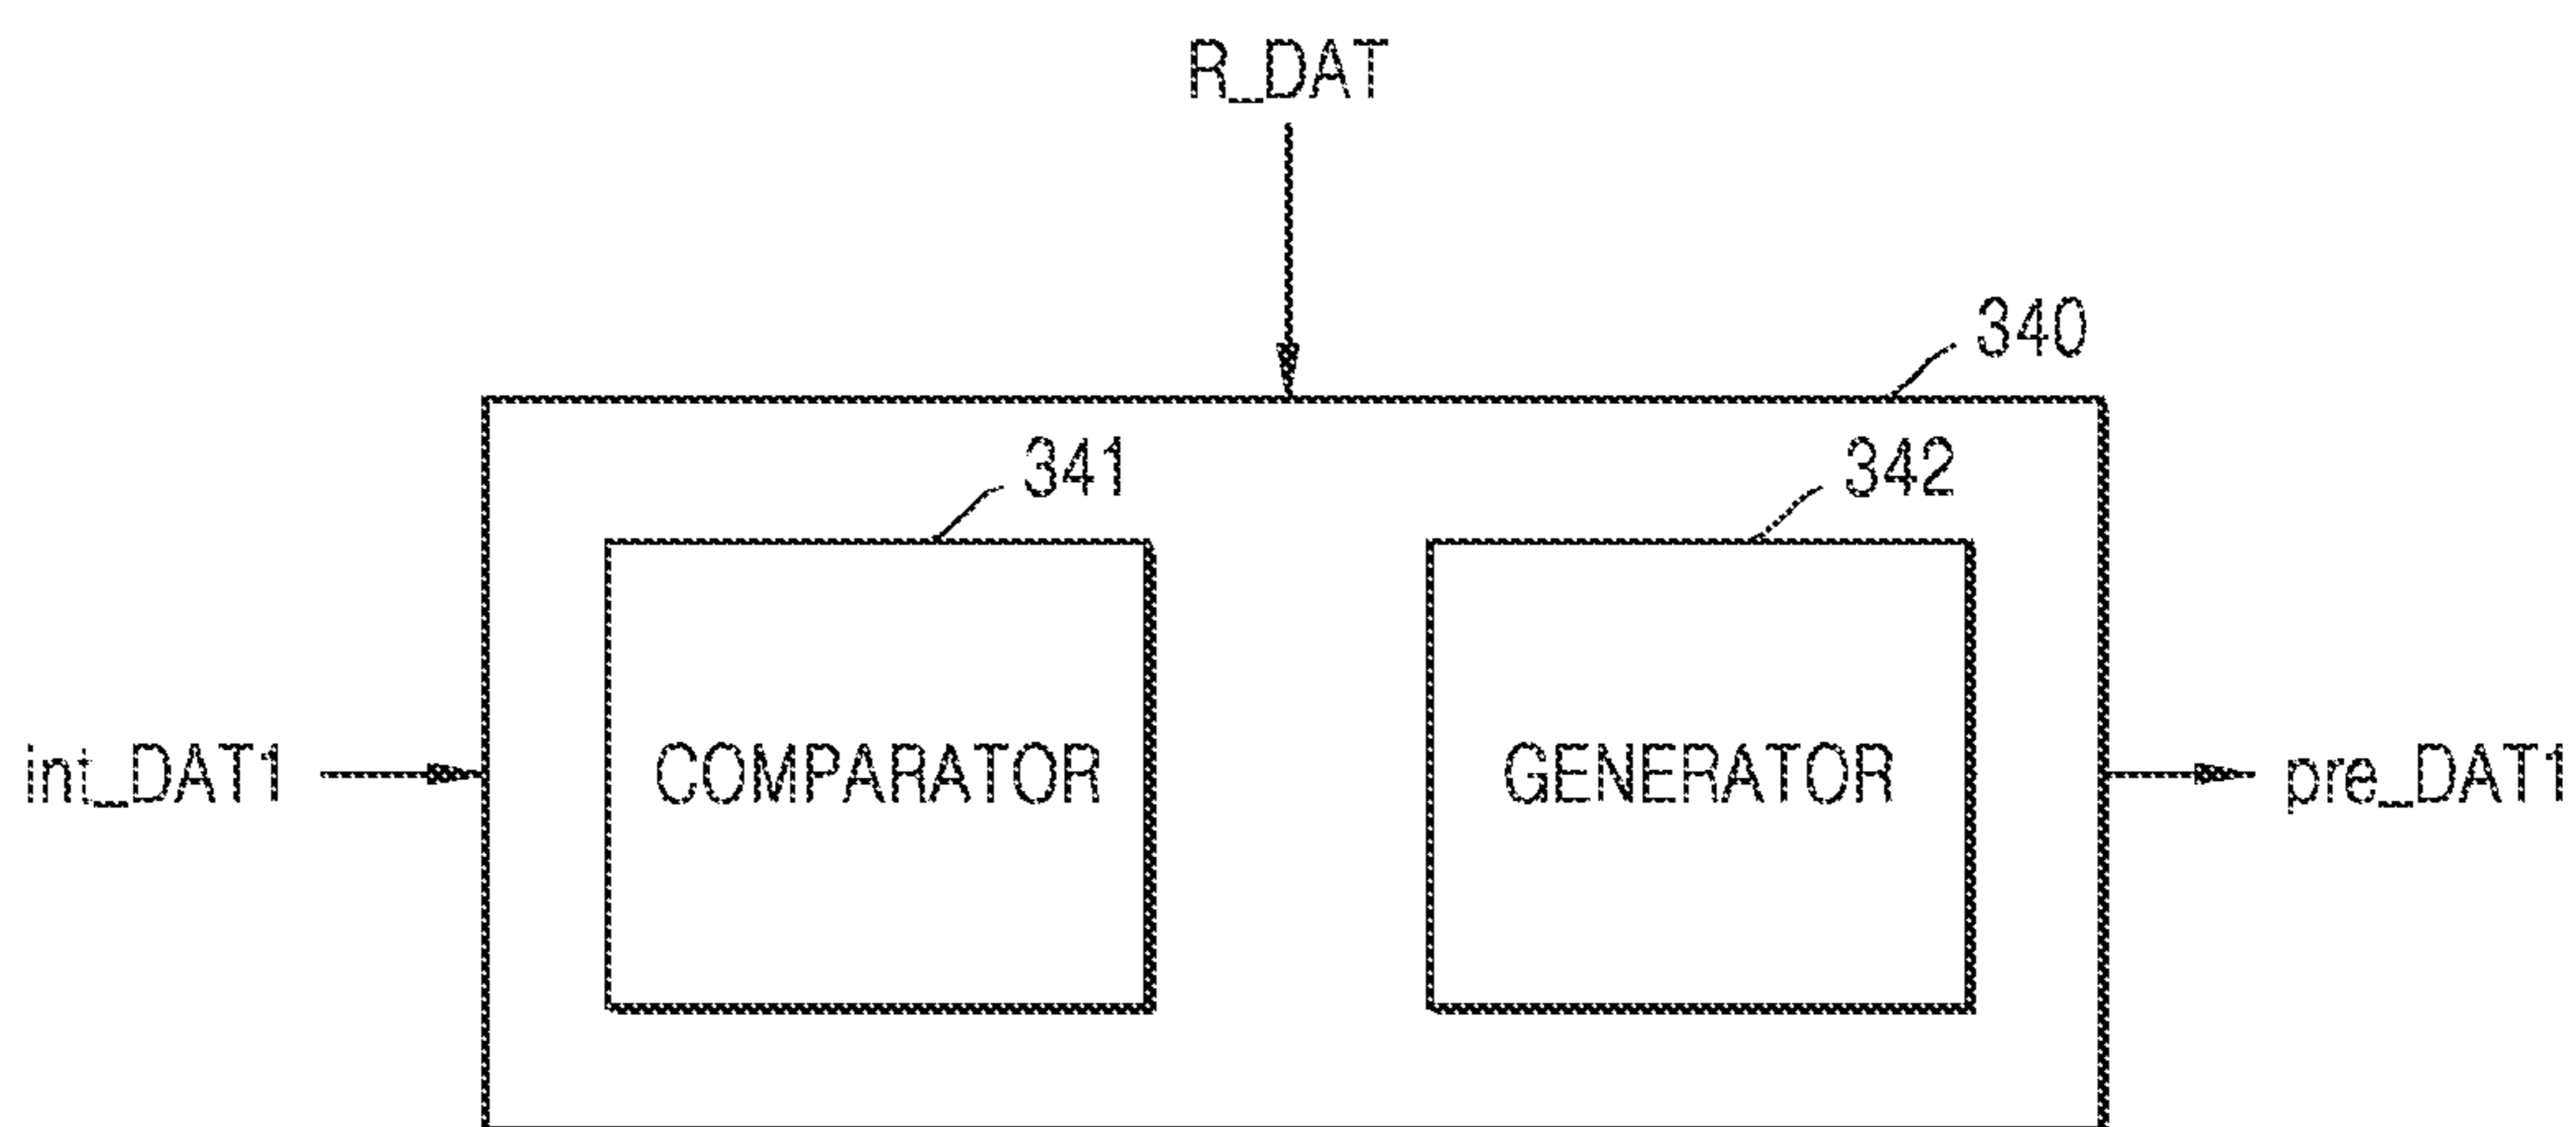 R_DAT
340
341
342
int_DAT1
COMPARATOR
GENERATOR
pre_DAT1